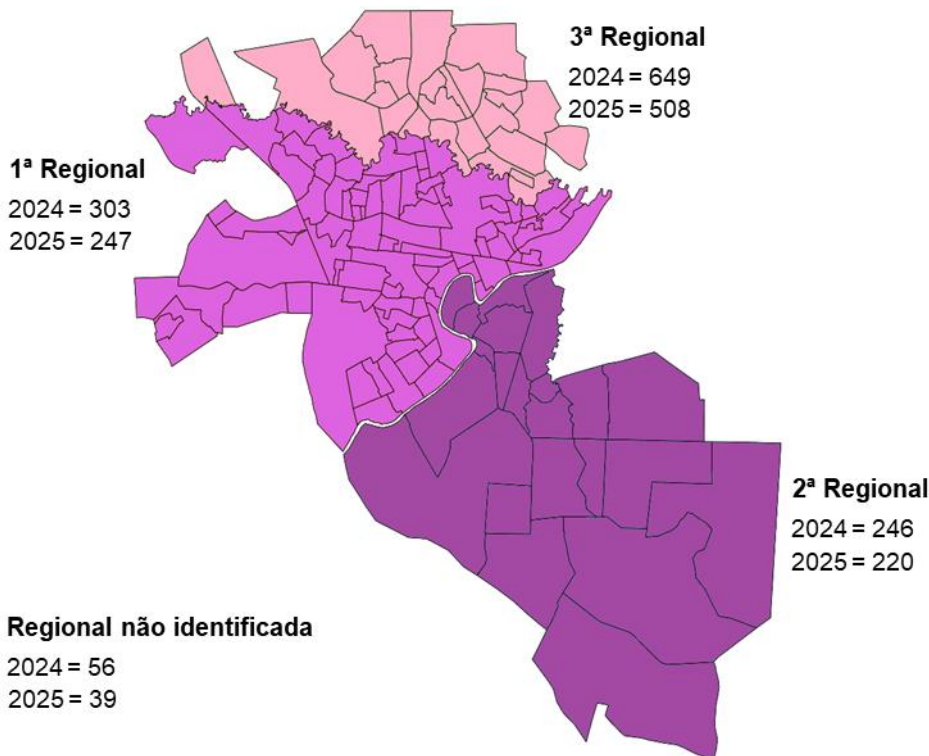 3ª Regional
2024 = 649
2025 = 508
1ª Regional
2024 = 303
2025 = 247
2ª Regional
2024 = 246
2025 = 220
Regional não identificada
2024 = 56
2025 = 39